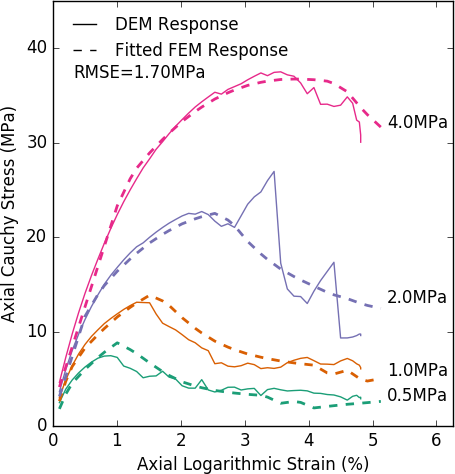 DEM Response
Fitted FEM Response
RMSE=1.70MPa
40
30
20
10
0
4.0MPa
2.0MPa
1.0MPa
0.5MPa
0 1 2 3 4 5 6
Axial Logarithmic Strain (%)
Axial Cauchy Stress (MPa)